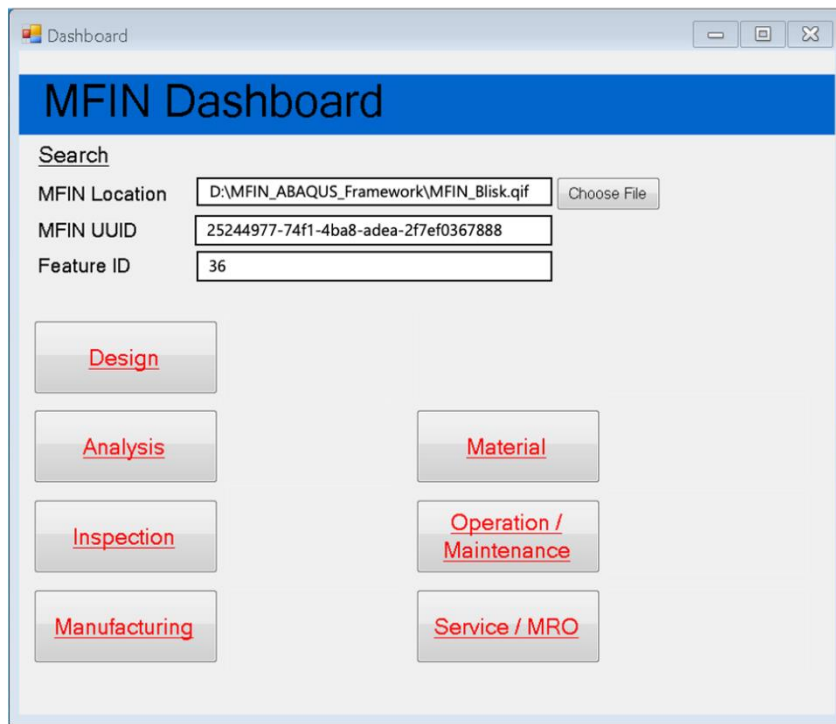 Dashboard
MFIN Dashboard
Search
MFIN Location D:\MFIN_ABAQUS_Framework\MFIN_Blisk.qif Choose File
MFIN UUID 25244977-74f1-4ba8-adea-2f7ef0367888
Feature ID 36
Design
Analysis Material
Inspection Operation /
Maintenance
Manufacturing Service / MRO